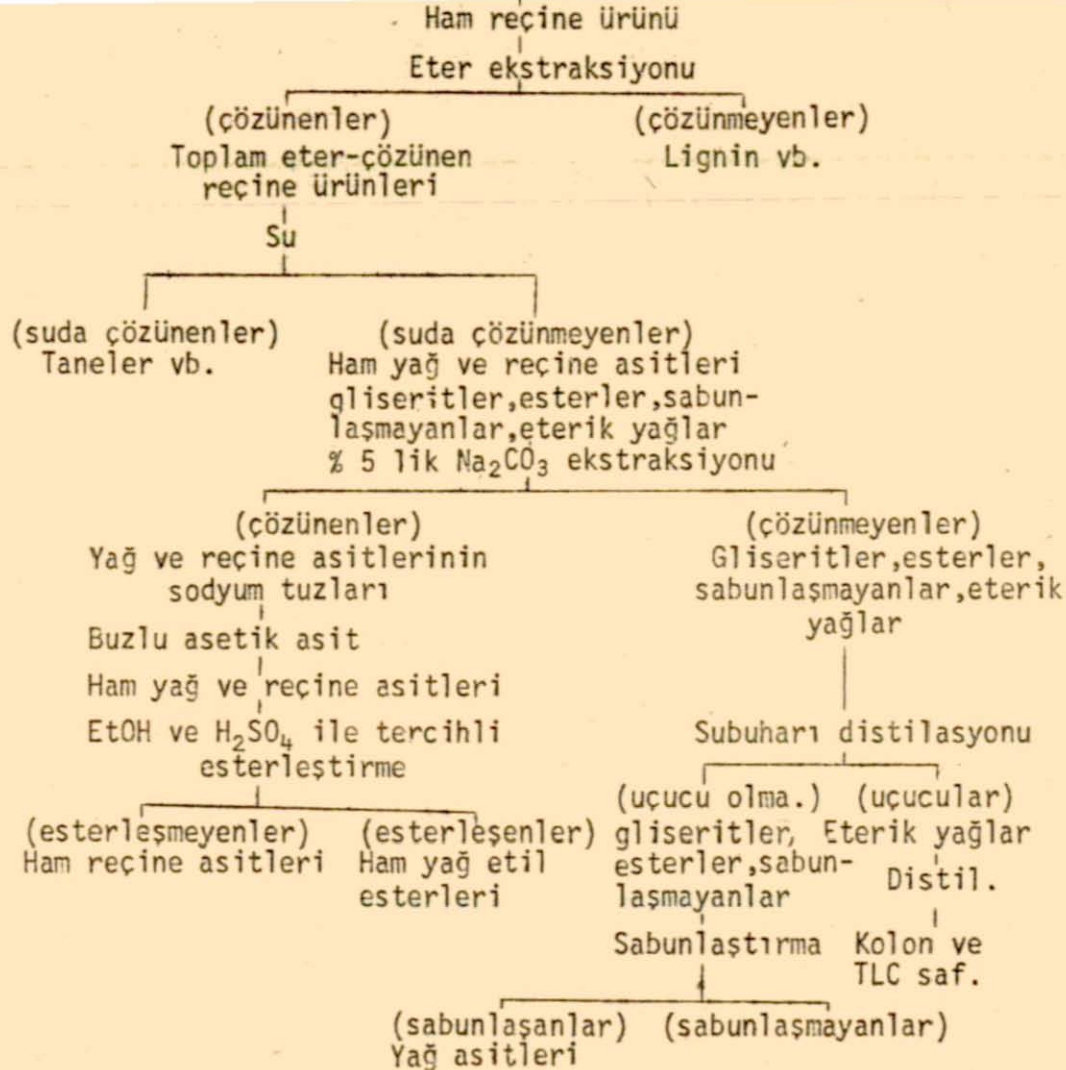 Ham reçine ürünü
Eter ekstraksiyonu
(çözünenler)
Toplam eter-çözünen
reçine ürünleri
(çözünmeyenler)
Lignin vb.
Su
(suda çözünenler)
Taneler vb.
(suda çözünmeyenler)
Ham yağ ve reçine asitleri
gliseritler,esterler,sabun-
laşmayanlar,eterik yağlar
% 5 lik Na₂CO₃ ekstraksiyonu
(çözünenler)
Yağ ve reçine asitlerinin
sodyum tuzları
Buzlu asetik asit
Ham yağ ve reçine asitleri
EtOH ve H₂SO₄ ile tercihli
esterleştirme
(esterleşmeyenler)
Ham reçine asitleri
(esterleşenler)
Ham yağ etil
esterleri
(çözünmeyenler)
Gliseritler,esterler,
sabunlaşmayanlar,eterik
yağlar
Subuharı distilasyonu
(uçucu olma.)
gliseritler,
esterler,sabun-
laşmayanlar
Sabunlaştırma
(uçucular)
Eterik yağlar
Distil.
Kolon ve
TLC saf.
(sabunlaşanlar)
Yağ asitleri
(sabunlaşmayanlar)